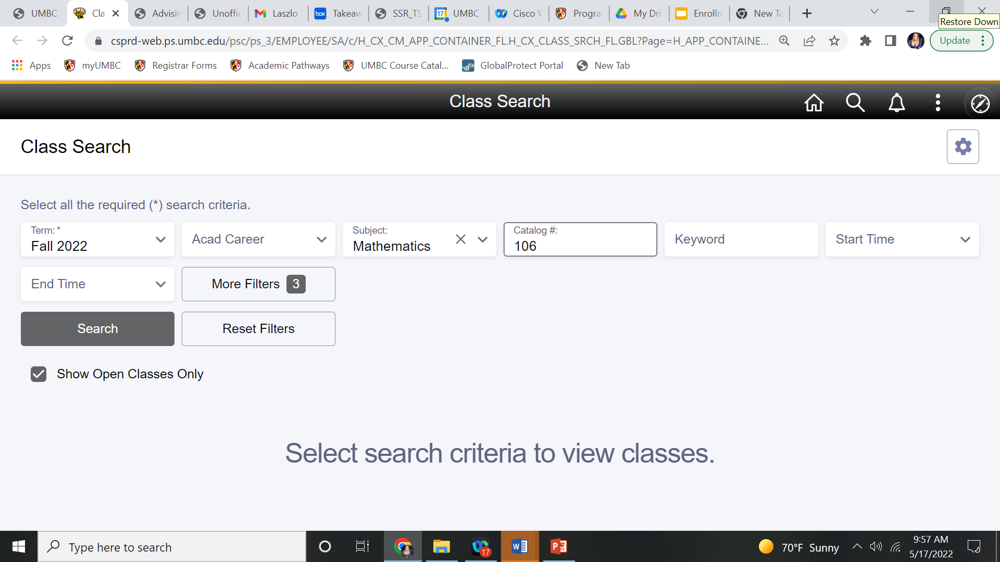 UMBC
Cla
Advisin
Unoffic
Laszlo
box
Takeaw
SSR_TS
17
UMBC
Cisco W
Progra
My Dri
Enrolln
New Ta
Restore Down
csprd-web.ps.umbc.edu/psc/ps_3/EMPLOYEE/SA/c/H_CX_CM_APP_CONTAINER_FL.H_CX_CLASS_SRCH_FL.GBL?Page=H_APP_CONTAINE...
Update
Apps
myUMBC
Registrar Forms
Academic Pathways
UMBC Course Catal...
GlobalProtect Portal
New Tab
Class Search
Class Search
Select all the required (*) search criteria.
Term: *
Fall 2022
Acad Career
Subject:
Mathematics
Catalog #:
106
Keyword
Start Time
End Time
More Filters 3
Search
Reset Filters
Show Open Classes Only
Select search criteria to view classes.
Type here to search
17
W
P
70°F Sunny
9:57 AM
5/17/2022